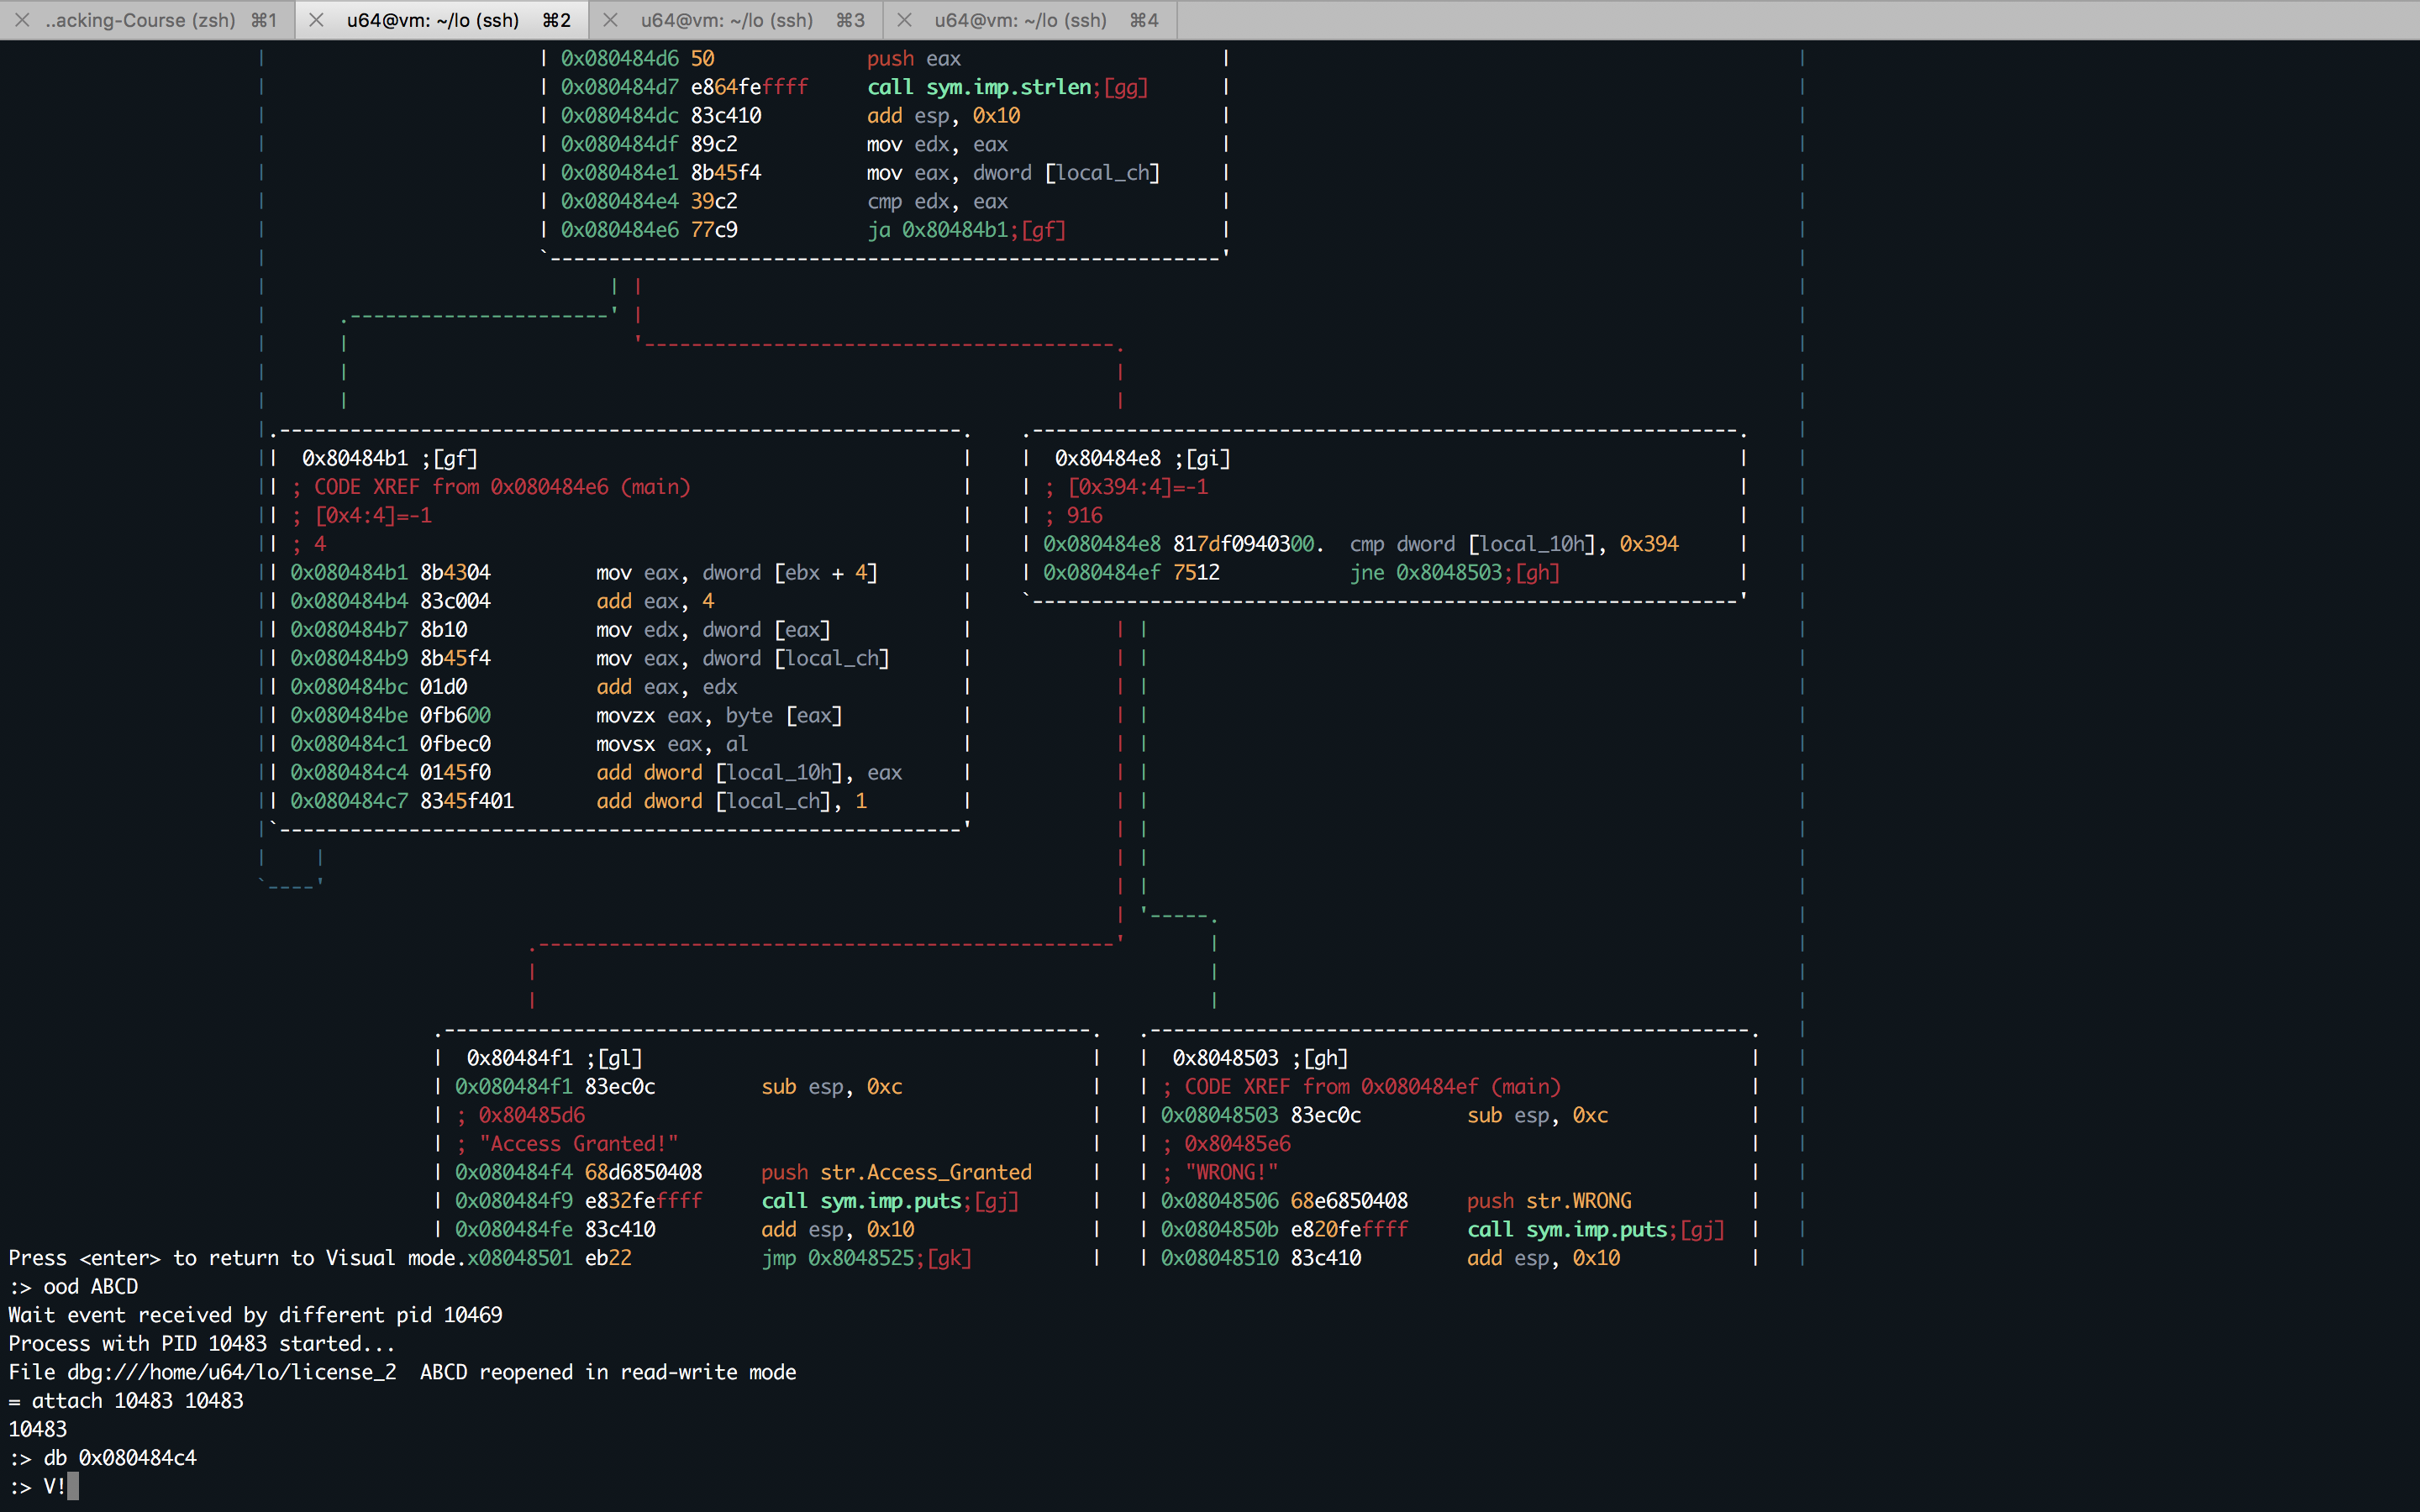 ..acking-Course (zsh) ⌘1 u64@vm: ~/lo (ssh) ⌘2 u64@vm: ~/lo (ssh) ⌘3 u64@vm: ~/lo (ssh) ⌘4
0x080484d6 50 push eax
0x080484d7 e864feffff call sym.imp.strlen;[gg]
0x080484dc 83c410 add esp, 0x10
0x080484df 89c2 mov edx, eax
0x080484e1 8b45f4 mov eax, dword [local_ch]
0x080484e4 39c2 cmp edx, eax
0x080484e6 77c9 ja 0x80484b1;[gf]
0x80484b1 ;[gf]
; CODE XREF from 0x080484e6 (main)
; [0x4:4]=-1
; 4
0x080484b1 8b4304 mov eax, dword [ebx + 4]
0x080484b4 83c004 add eax, 4
0x080484b7 8b10 mov edx, dword [eax]
0x080484b9 8b45f4 mov eax, dword [local_ch]
0x080484bc 01d0 add eax, edx
0x080484be 0fb600 movzx eax, byte [eax]
0x080484c1 0fbec0 movsx eax, al
0x080484c4 0145f0 add dword [local_10h], eax
0x080484c7 8345f401 add dword [local_ch], 1
0x80484e8 ;[gi]
; [0x394:4]=-1
; 916
0x080484e8 817df0940300. cmp dword [local_10h], 0x394
0x080484ef 7512 jne 0x8048503;[gh]
0x80484f1 ;[gl]
0x080484f1 83ec0c sub esp, 0xc
; 0x80485d6
; "Access Granted!"
0x080484f4 68d6850408 push str.Access_Granted
0x080484f9 e832feffff call sym.imp.puts;[gj]
0x080484fe 83c410 add esp, 0x10
0x8048503 ;[gh]
; CODE XREF from 0x080484ef (main)
0x08048503 83ec0c sub esp, 0xc
; 0x80485e6
; "WRONG!"
0x08048506 68e6850408 push str.WRONG
0x0804850b e820feffff call sym.imp.puts;[gj]
0x08048510 83c410 add esp, 0x10
Press <enter> to return to Visual mode.x08048501 eb22 jmp 0x8048525;[gk]
:> ood ABCD
Wait event received by different pid 10469
Process with PID 10483 started...
File dbg:///home/u64/lo/license_2  ABCD reopened in read-write mode
= attach 10483 10483
10483
:> db 0x080484c4
:> V!